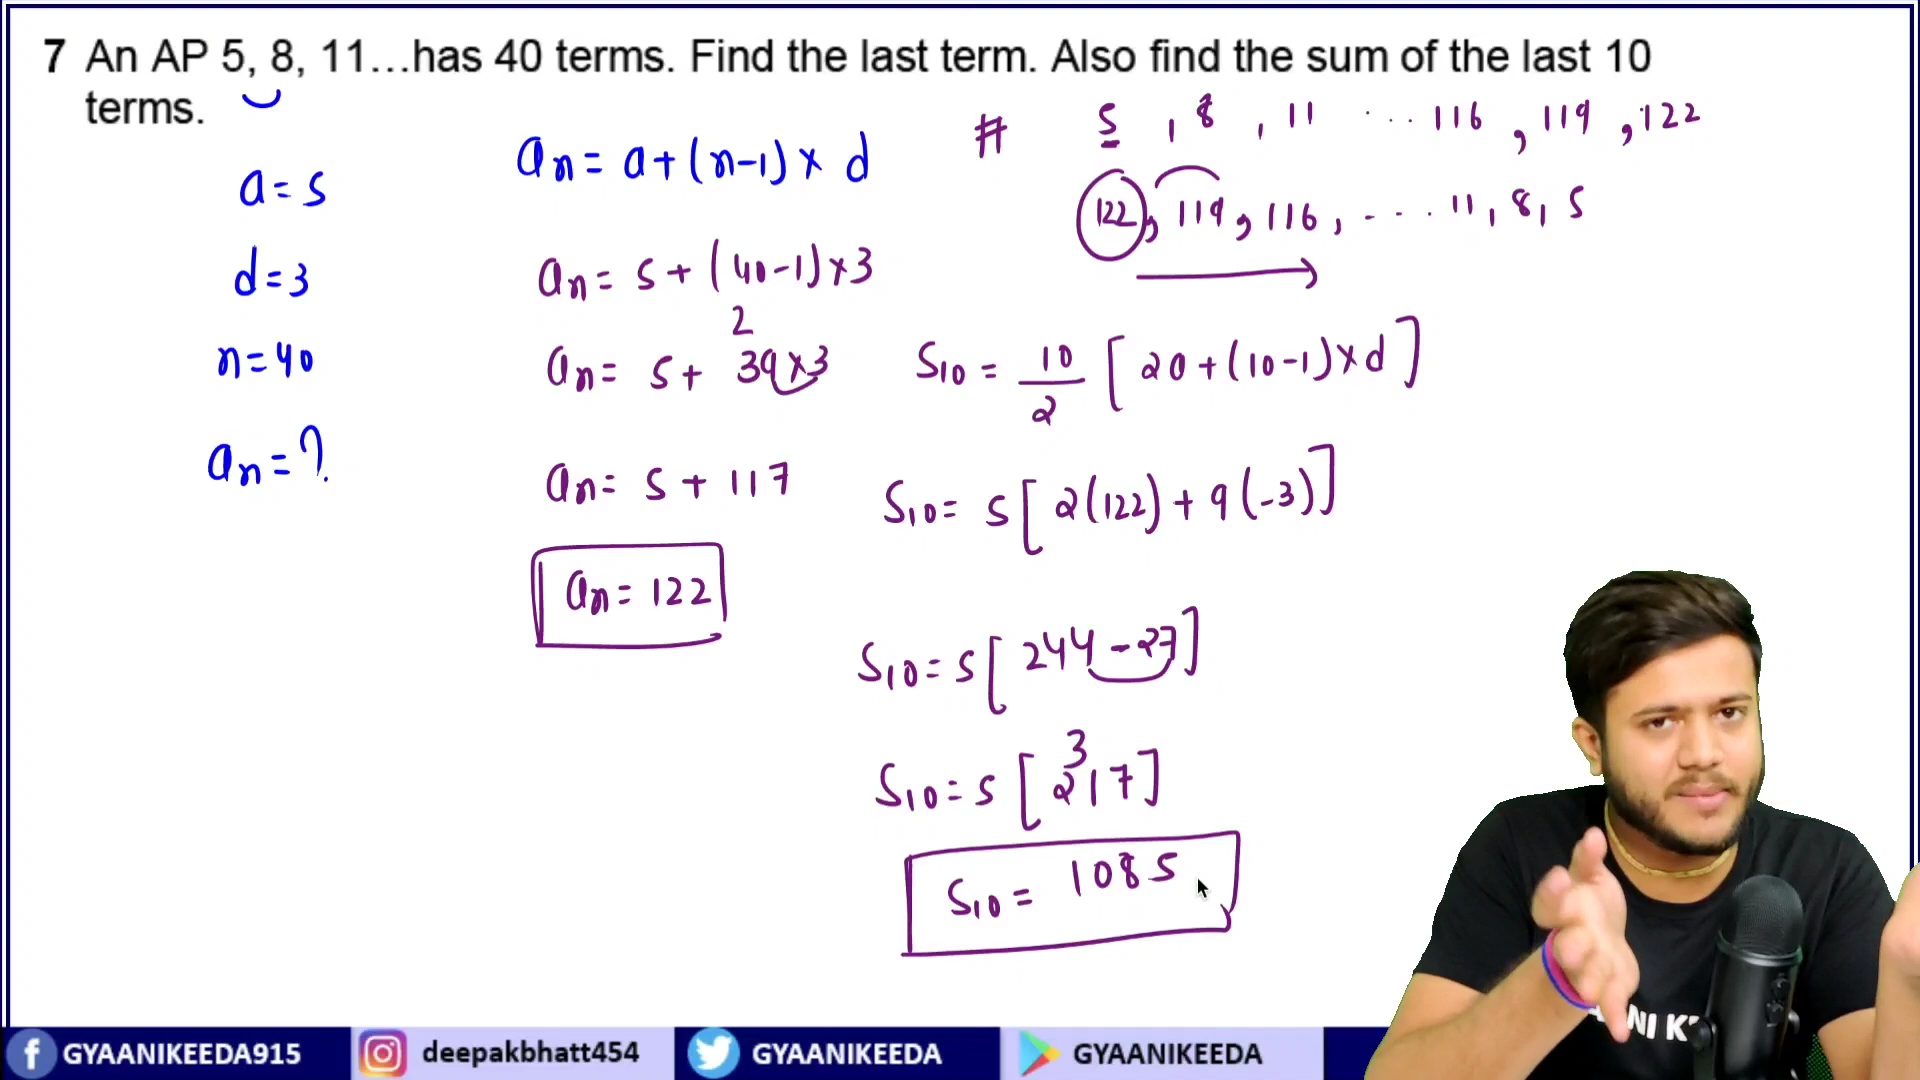 7 An AP 5, 8, 11...has 40 terms. Find the last term. Also find the sum of the last 10
terms.
a = 5
d = 3
n = 40
an = ?
an = a + (n-1) x d
an = 5 + (40-1) x 3
2
an = 5 + 39 x 3
an = 5 + 117
an = 122
# 5, 8, 11 ... 116, 119, 122
122, 119, 116, .... 11, 8, 5
S10 = 10/2 [2a + (10-1) x d]
S10 = 5[2(122) + 9(-3)]
S10 = 5[244 - 27]
3
S10 = 5[217]
S10 = 1085
NI K
GYAANIKEEDA915
deepakbhatt454
GYAANIKEEDA
GYAANIKEEDA